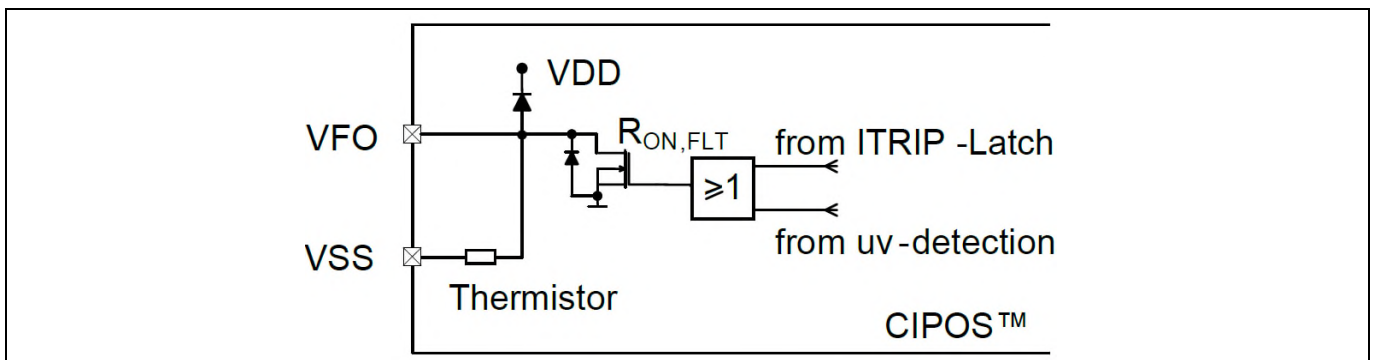 VDD
VFO
RON,FLT
from ITRIP -Latch
≥1
from uv-detection
VSS
Thermistor
CIPOS™